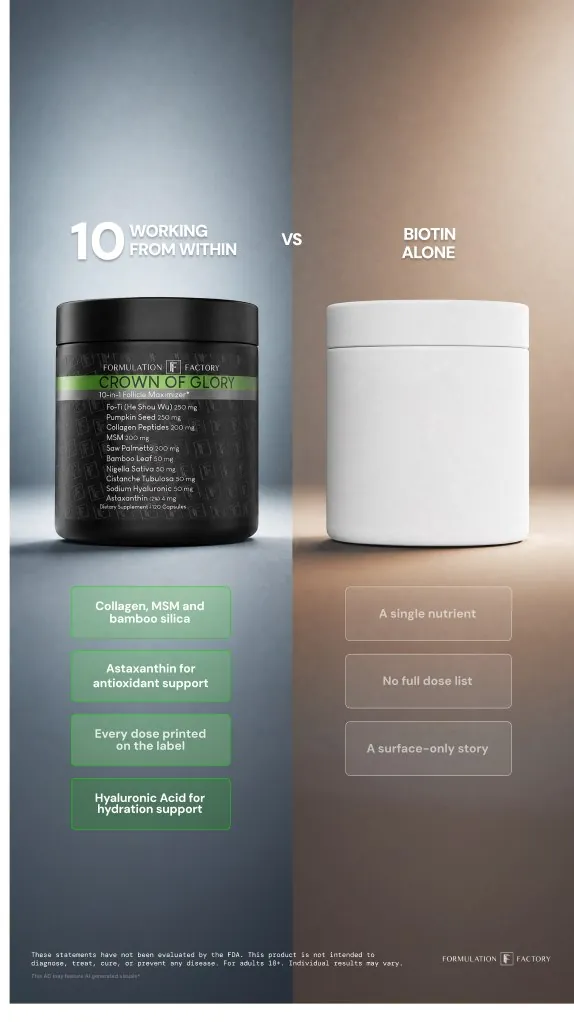 10 WORKING
FROM WITHIN
VS
BIOTIN
ALONE
FORMULATION F FACTORY
CROWN OF GLORY
10-in-1 Follicle Maximizer*
Fo-Ti (He Shou Wu) 250 mg
Pumpkin Seed 250 mg
Collagen Peptides 200 mg
MSM 200 mg
Saw Palmetto 200 mg
Bamboo Leaf 50 mg
Nigella Sativa 50 mg
Cistanche Tubulosa 50 mg
Sodium Hyaluronic 50 mg
Astaxanthin (2%) 4 mg
Dietary Supplement | 120 Capsules
Collagen, MSM and
bamboo silica
Astaxanthin for
antioxidant support
Every dose printed
on the label
Hyaluronic Acid for
hydration support
A single nutrient
No full dose list
A surface-only story
These statements have not been evaluated by the FDA. This product is not intended to
diagnose, treat, cure, or prevent any disease. For adults 18+. Individual results may vary.
This AD may feature AI generated visuals*
FORMULATION F FACTORY